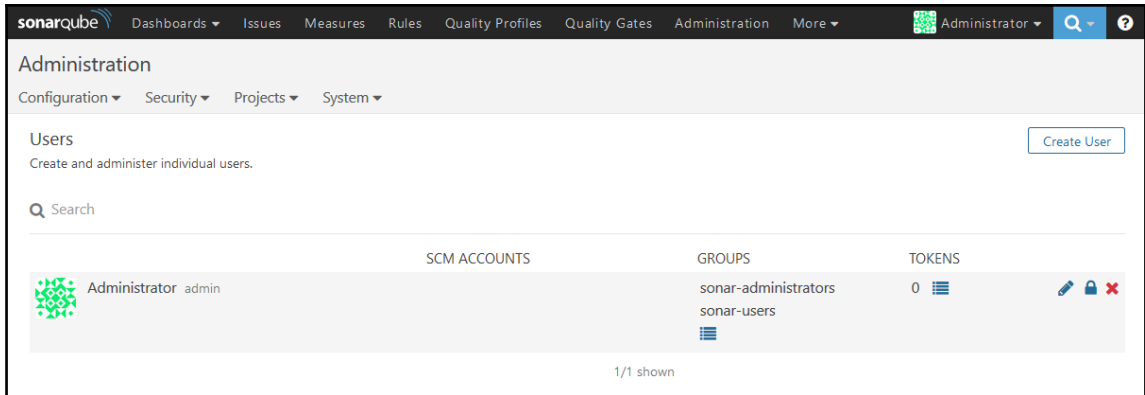 sonarqube Dashboards Issues Measures Rules Quality Profiles Quality Gates Administration More Administrator ?
Administration
Configuration Security Projects System
Users Create User
Create and administer individual users.
Search
SCM ACCOUNTS GROUPS TOKENS
Administrator admin sonar-administrators 0
sonar-users
1/1 shown